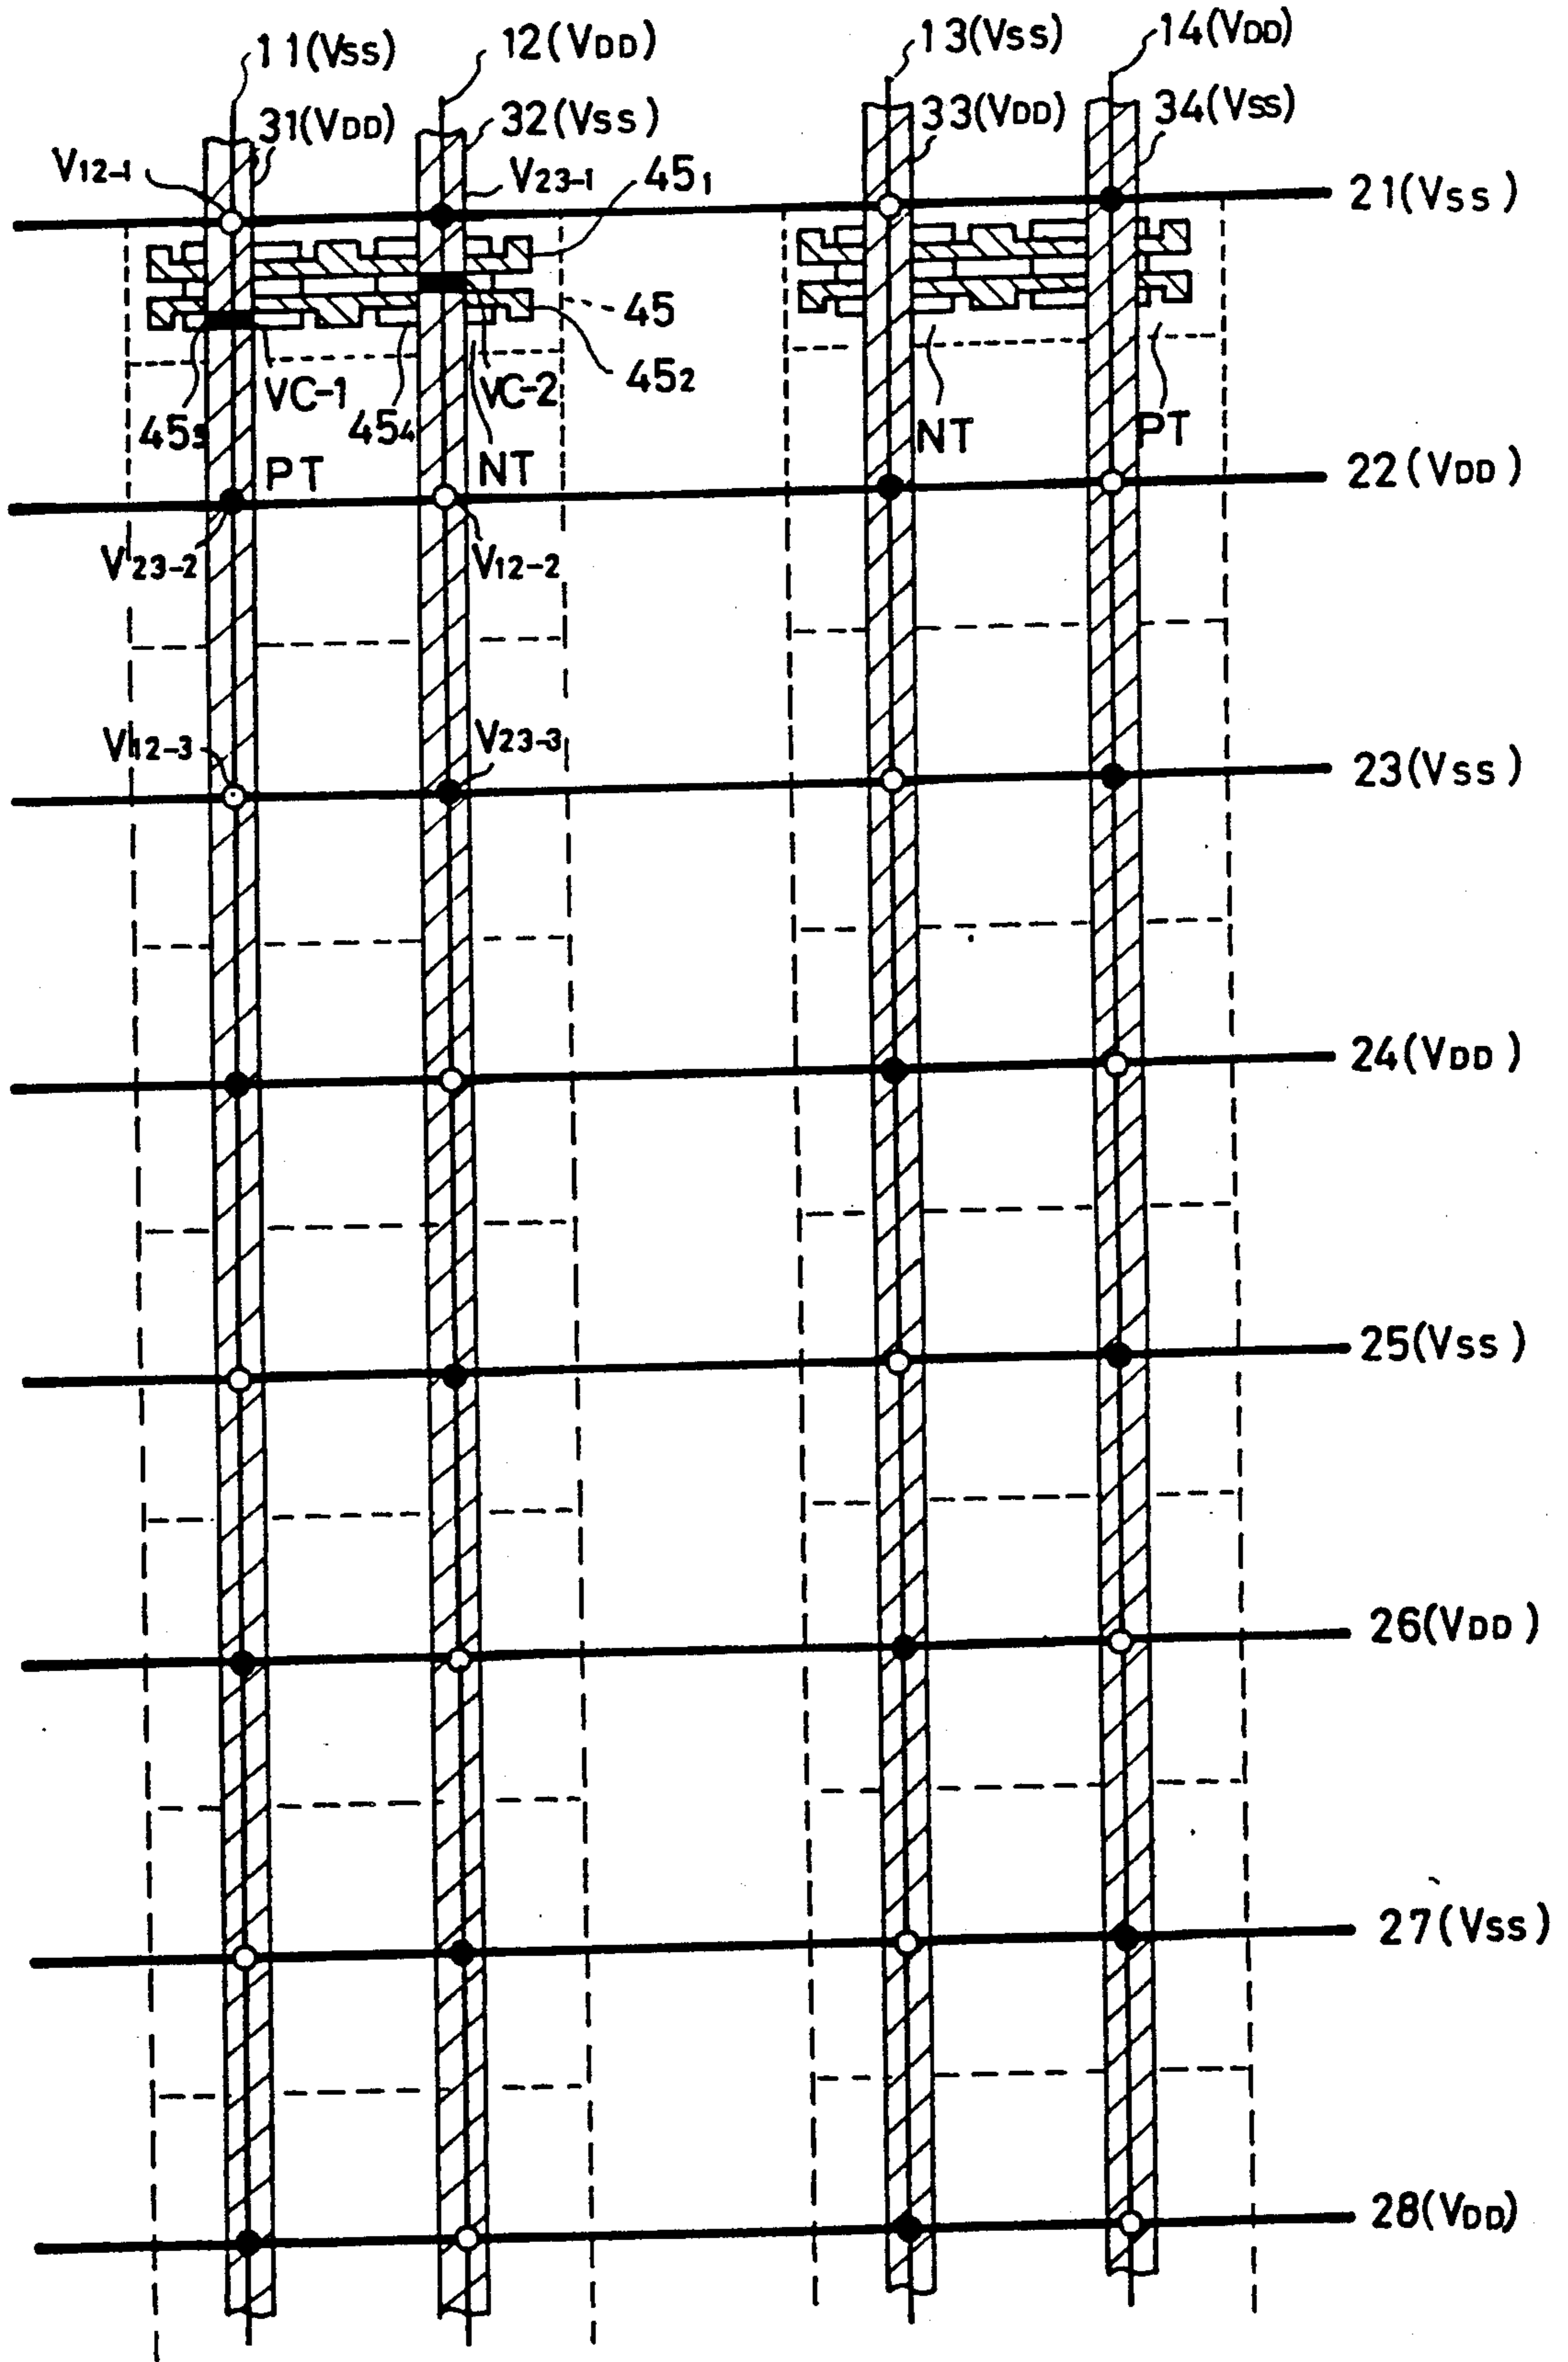 11(VSS)
12(VDD)
13(VSS)
14(VDD)
31(VDD)
32(VSS)
33(VDD)
34(VSS)
V12-1
V23-1
451
21(VSS)
45
452
VC-1
VC-2
453
454
NT
PT
PT
NT
22(VDD)
V23-2
V12-2
V12-3
V23-3
23(VSS)
24(VDD)
25(VSS)
26(VDD)
27(VSS)
28(VDD)